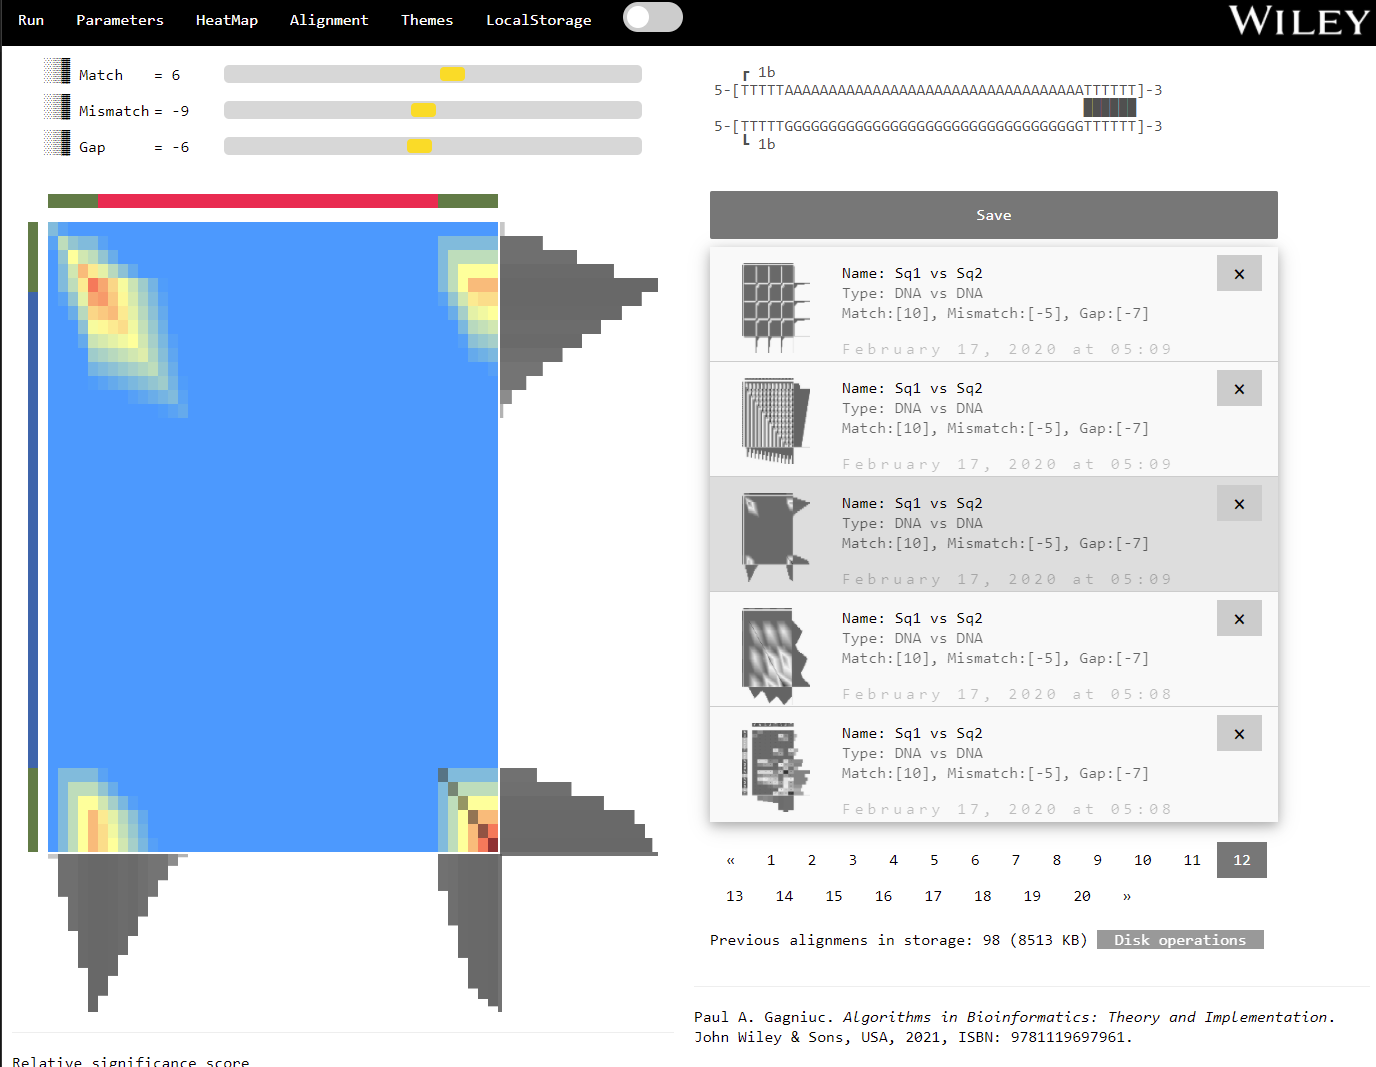 Run Parameters HeatMap Alignment Themes LocalStorage WILEY
Match = 6
Mismatch = -9
Gap = -6
┏ 1b
5-[TTTTTAAAAAAAAAAAAAAAAAAAAAAAAAAAAAAAAAATTTTTT]-3
5-[TTTTTGGGGGGGGGGGGGGGGGGGGGGGGGGGGGGGGGGTTTTTT]-3
┗ 1b
Save
Name: Sq1 vs Sq2 ×
Type: DNA vs DNA
Match:[10], Mismatch:[-5], Gap:[-7]
February 17, 2020 at 05:09
Name: Sq1 vs Sq2 ×
Type: DNA vs DNA
Match:[10], Mismatch:[-5], Gap:[-7]
February 17, 2020 at 05:09
Name: Sq1 vs Sq2 ×
Type: DNA vs DNA
Match:[10], Mismatch:[-5], Gap:[-7]
February 17, 2020 at 05:09
Name: Sq1 vs Sq2 ×
Type: DNA vs DNA
Match:[10], Mismatch:[-5], Gap:[-7]
February 17, 2020 at 05:08
Name: Sq1 vs Sq2 ×
Type: DNA vs DNA
Match:[10], Mismatch:[-5], Gap:[-7]
February 17, 2020 at 05:08
« 1 2 3 4 5 6 7 8 9 10 11 12
13 14 15 16 17 18 19 20 »
Previous alignmens in storage: 98 (8513 KB) Disk operations
Paul A. Gagniuc. Algorithms in Bioinformatics: Theory and Implementation.
John Wiley & Sons, USA, 2021, ISBN: 9781119697961.
Relative significance score